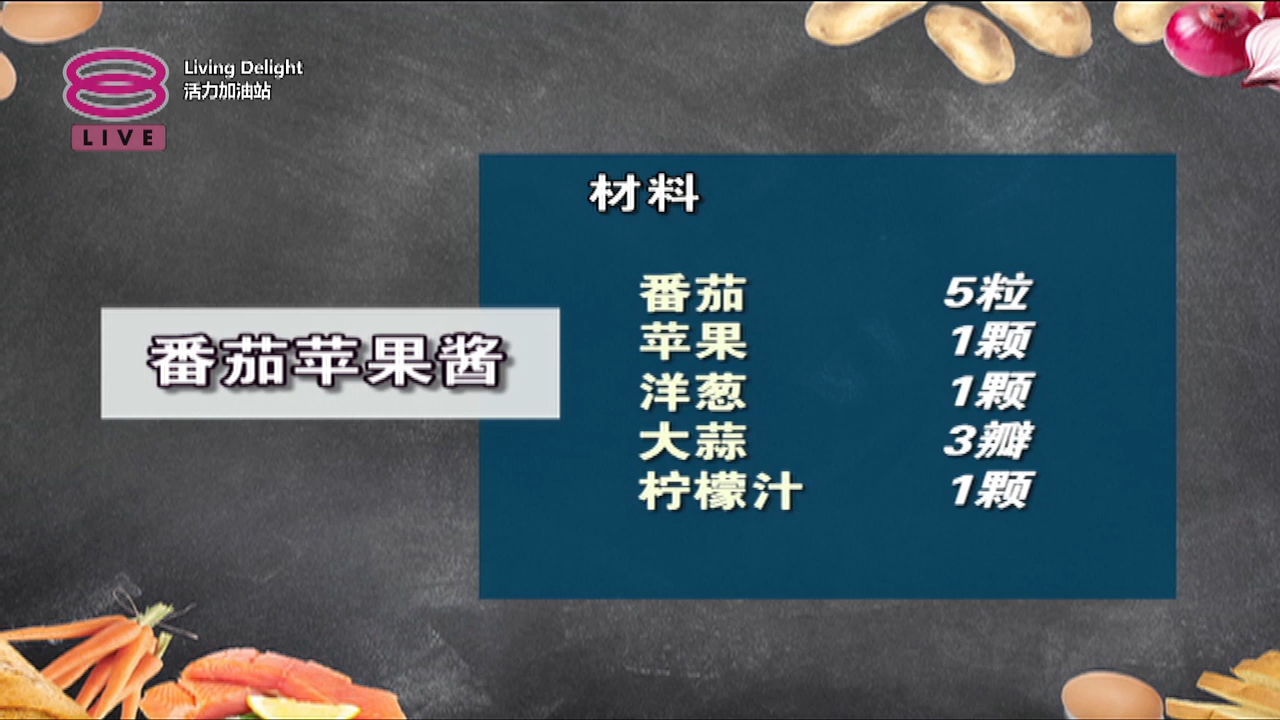 Living Delight
活力加油站
LIVE
材料
番茄苹果酱
番茄 5粒
苹果 1颗
洋葱 1颗
大蒜 3瓣
柠檬汁 1颗